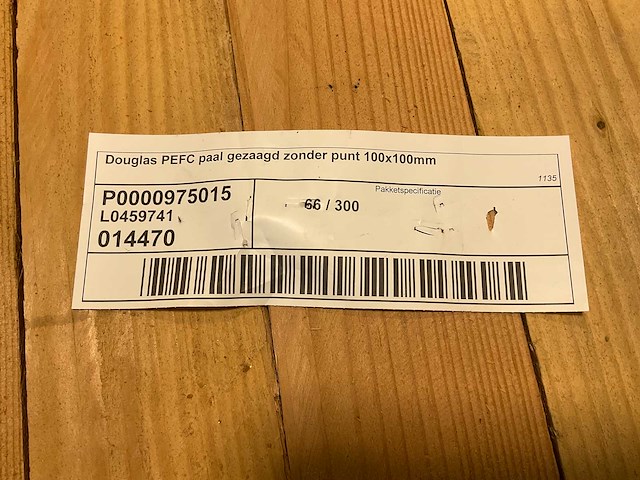 Douglas PEFC paal gezaagd zonder punt 100x100mm
1135
P0000975015
Pakketspecificatie
L0459741
66 / 300
014470